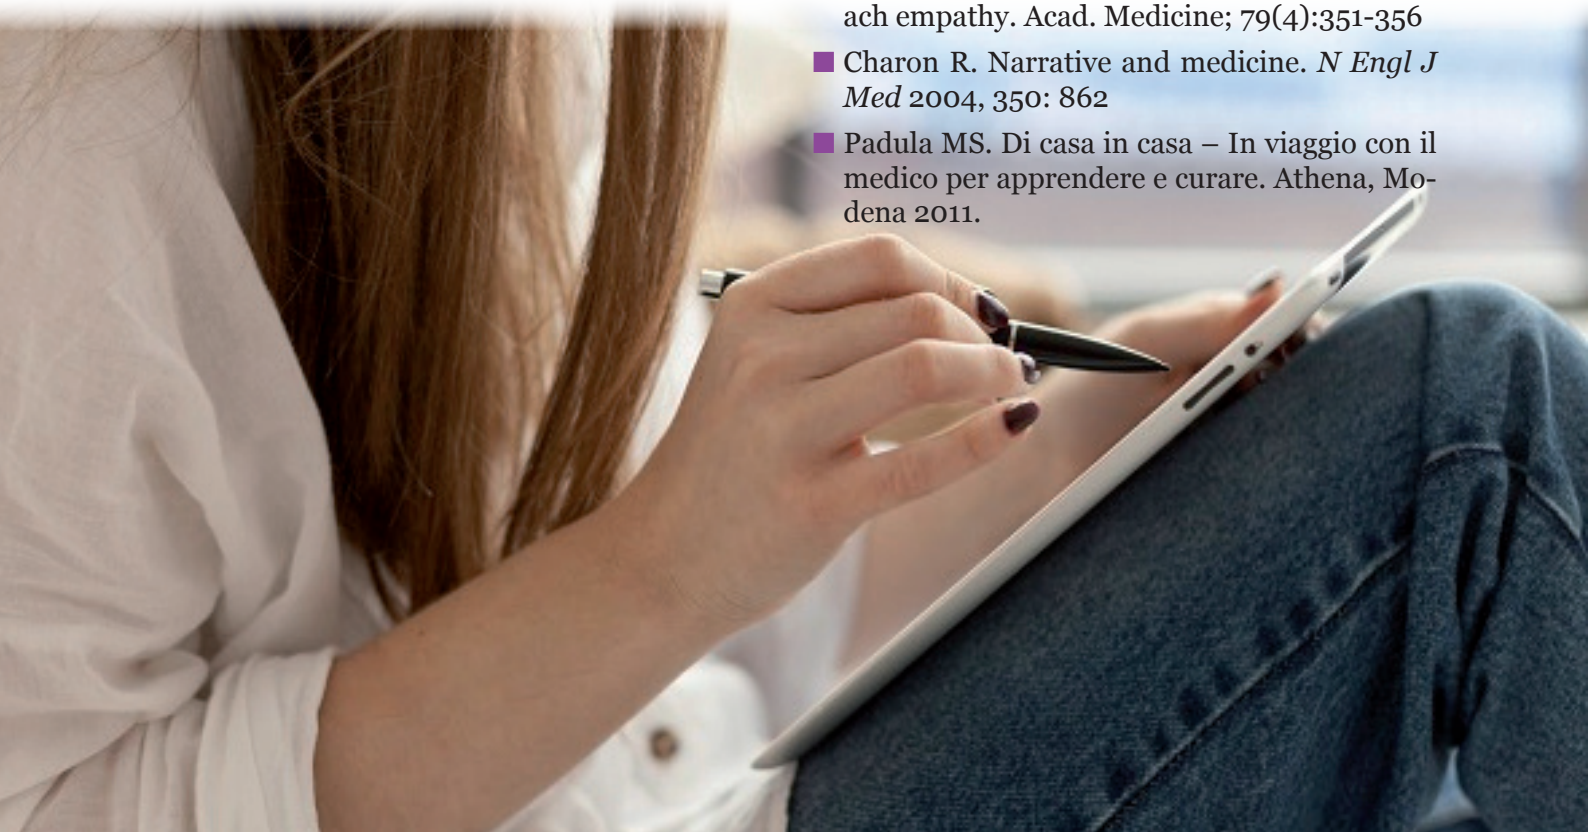 ach empathy. Acad. Medicine; 79(4):351-356
Charon R. Narrative and medicine. N Engl J
Med 2004, 350: 862
Padula MS. Di casa in casa – In viaggio con il
medico per apprendere e curare. Athena, Mo-
dena 2011.